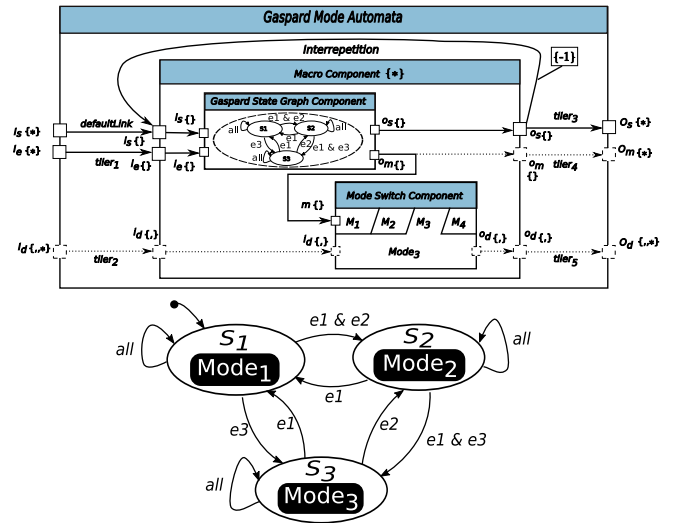 Gaspard Mode Automata
Interrepetition
{-1}
Macro Component {*}
Gaspard State Graph Component
Is {*}
defaultLink
Is {}
Is {}
all
S1
e1 & e2
S2
all
e1
e3
e1
e1
e1 & e3
all
S3
os {}
os {}
tiler3
Os {*}
Ie {*}
tiler1
Ie {}
Ie {}
om {}
om
{}
tiler4
Om {*}
Mode Switch Component
m {}
M1 M2 M3 M4
Mode3
Id {,,*}
tiler2
Id {,}
Id {,}
od {,}
od {,}
tiler5
Od {,,*}
S1
Mode1
S2
Mode2
S3
Mode3
all
e1 & e2
all
e1
e3
e1
e2
e1 & e3
all